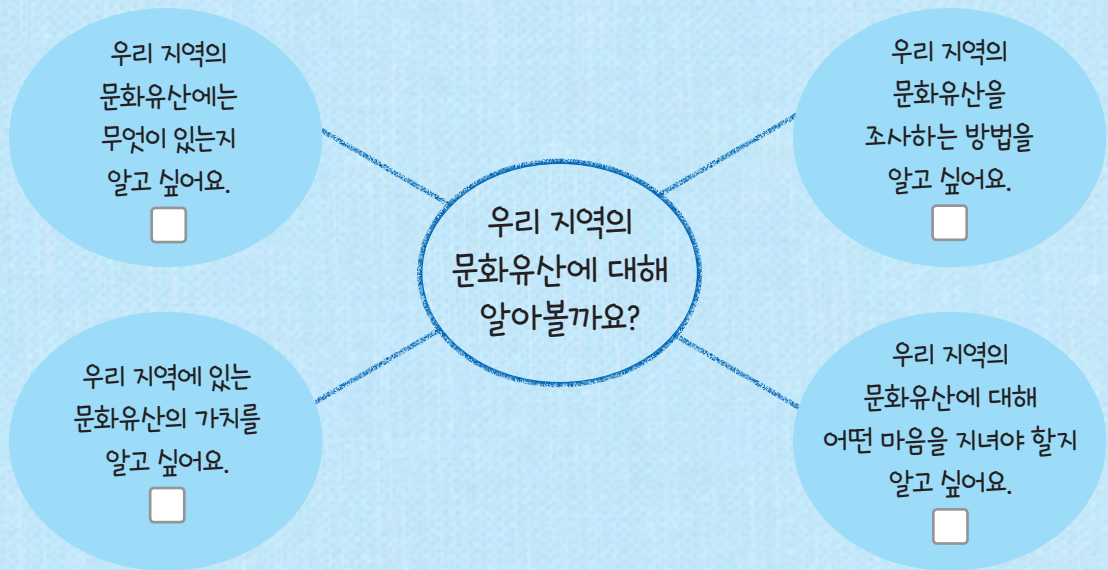 우리 지역의
문화유산에는
무엇이 있는지
알고 싶어요.
우리 지역의
문화유산을
조사하는 방법을
알고 싶어요.
우리 지역의
문화유산에 대해
알아볼까요?
우리 지역에 있는
문화유산의 가치를
알고 싶어요.
우리 지역의
문화유산에 대해
어떤 마음을 지녀야 할지
알고 싶어요.